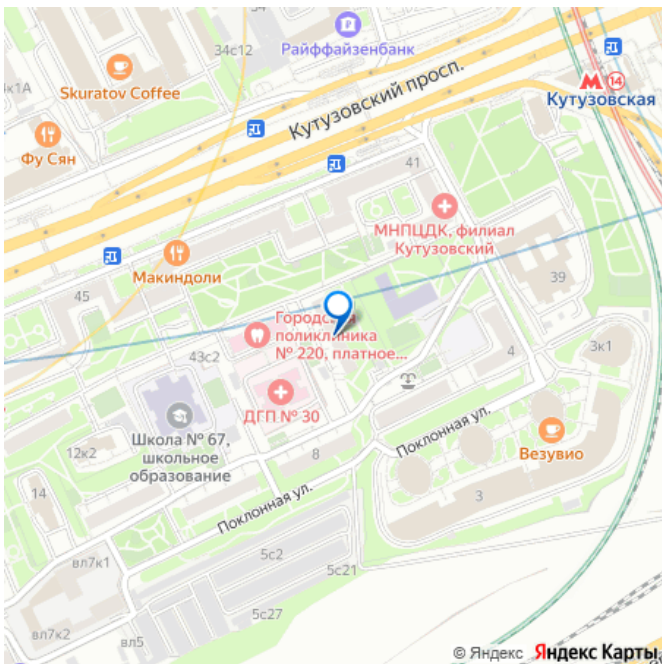 34с12
Райффайзенбанк
4к1А
Skuratov Coffee
Кутузовский просп.
14
Кутузовская
Фу Сян
41
МНПЦДК, филиал
Кутузовский
Макиндоли
39
45
Городская
поликлиника
№ 220, платное...
43с2
4
3к1
ДГП № 30
Школа № 67,
школьное
образование
Поклонная ул.
Везувио
12к2
8
14
3
Поклонная ул.
вл7к1
5с2
5с21
5с27
вл7к2
вл5
© Яндекс Яндекс Карты